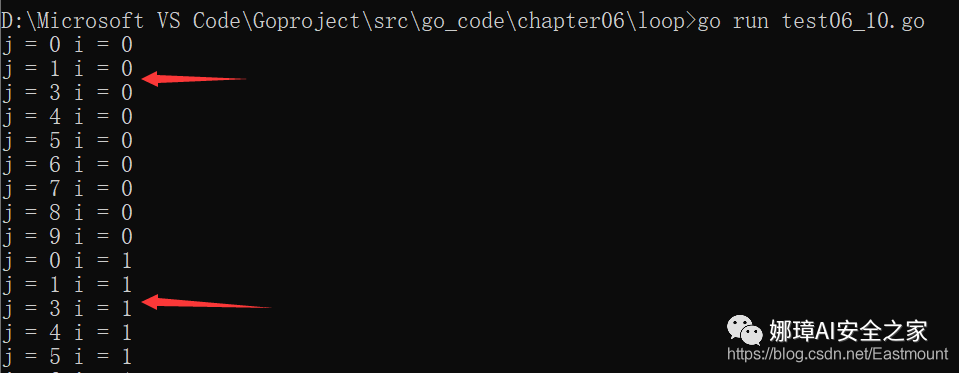 D:\Microsoft VS Code\Goproject\src\go_code\chapter06\loop>go run test06_10.go
j = 0 i = 0
j = 1 i = 0
j = 3 i = 0
j = 4 i = 0
j = 5 i = 0
j = 6 i = 0
j = 7 i = 0
j = 8 i = 0
j = 9 i = 0
j = 0 i = 1
j = 1 i = 1
j = 3 i = 1
j = 4 i = 1
j = 5 i = 1
娜璋AI安全之家
https://blog.csdn.net/Eastmount